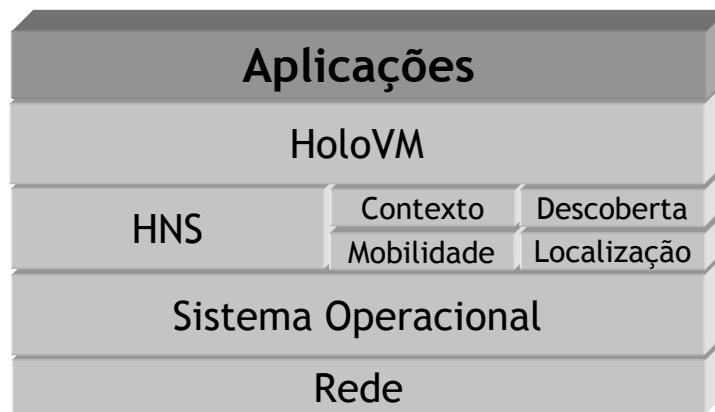 Aplicações
HoloVM
HNS
Contexto
Descoberta
Mobilidade
Localização
Sistema Operacional
Rede